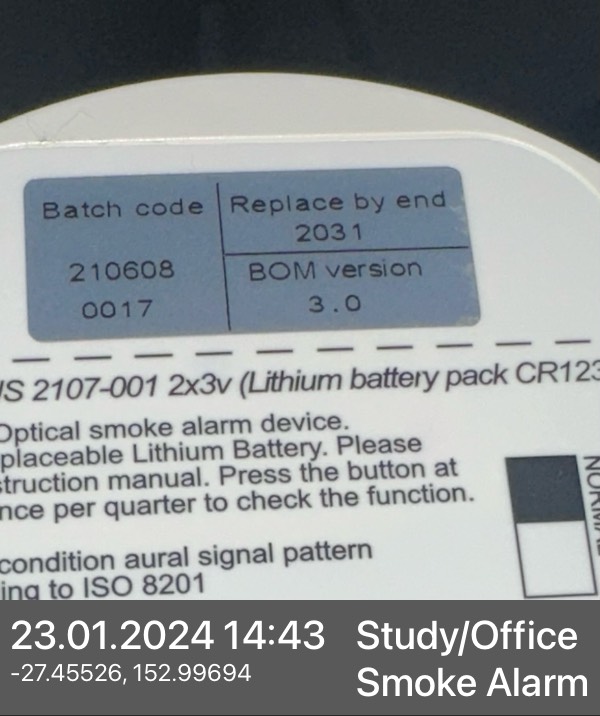 Batch code
210608
0017
Replace by end
2031
BOM version
3.0
2107-001 2x3v (Lithium battery pack
Optical smoke alarm device.
Lithium Battery. Please
manual. Press the button at
per quarter to check the function.
condition aural signal pattern
to ISO 8201
23.01.2024 14:43
-27.45526, 152.99694
Study/Office
Smoke Alarm